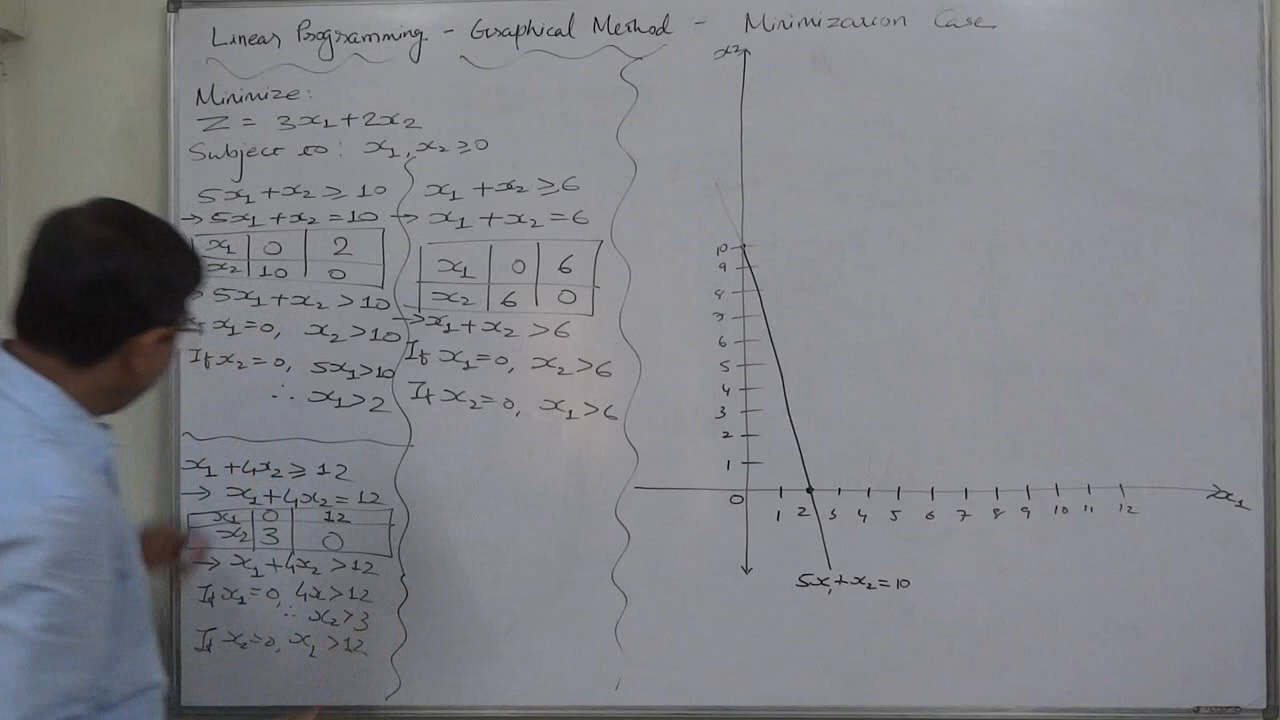 Linear Programming - Graphical Method - Minimization Case
Minimize:
Z = 3x₁+2x₂
Subject to: x₁,x₂≥0
5x₁+x₂≥10
→5x₁+x₂=10
x₁ 0 2
x₂ 10 0
5x₁+x₂>10
x₁=0, x₂>10
If x₂=0, 5x₁>10
∴ x₁>2
x₁+x₂≥6
→ x₁+x₂=6
x₁ 0 6
x₂ 6 0
→x₁+x₂>6
If x₁=0, x₂>6
If x₂=0, x₁>6
x₁+4x₂≥12
→ x₁+4x₂=12
x₁ 0 12
x₂ 3 0
→ x₁+4x₂>12
If x₁=0, 4x>12
∴ x₂>3
If x₂=0, x₁>12
x₂
10
9
8
7
6
5
4
3
2
1
0
1 2 3 4 5 6 7 8 9 10 11 12
x₁
5x₁+x₂=10